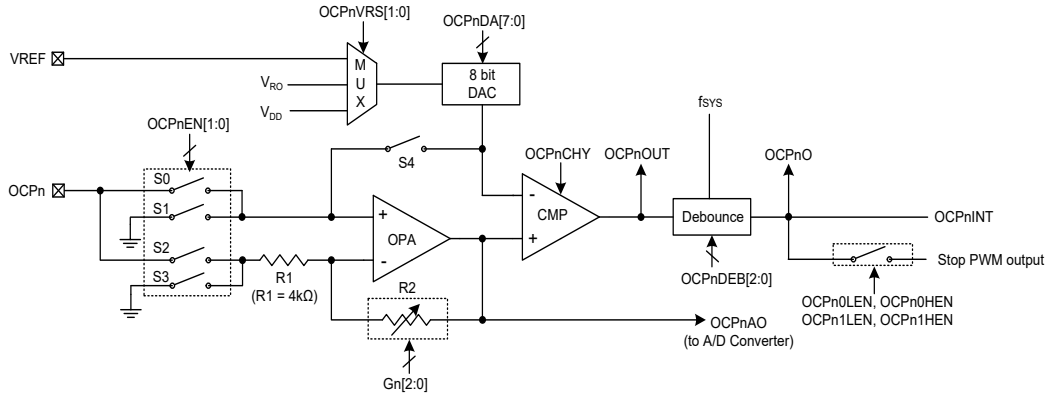 OCPnVRS[1:0]
OCPnDA[7:0]
VREF
M
U
X
8 bit
DAC
VRO
VDD
fSYS
OCPnEN[1:0]
S4
OCPnCHY
OCPnOUT
OCPnO
OCPn
S0
S1
S2
S3
+
-
OPA
-
+
CMP
Debounce
OCPnINT
R1
(R1 = 4kΩ)
OCPnDEB[2:0]
Stop PWM output
R2
OCPn0LEN, OCPn0HEN
OCPn1LEN, OCPn1HEN
OCPnAO
(to A/D Converter)
Gn[2:0]